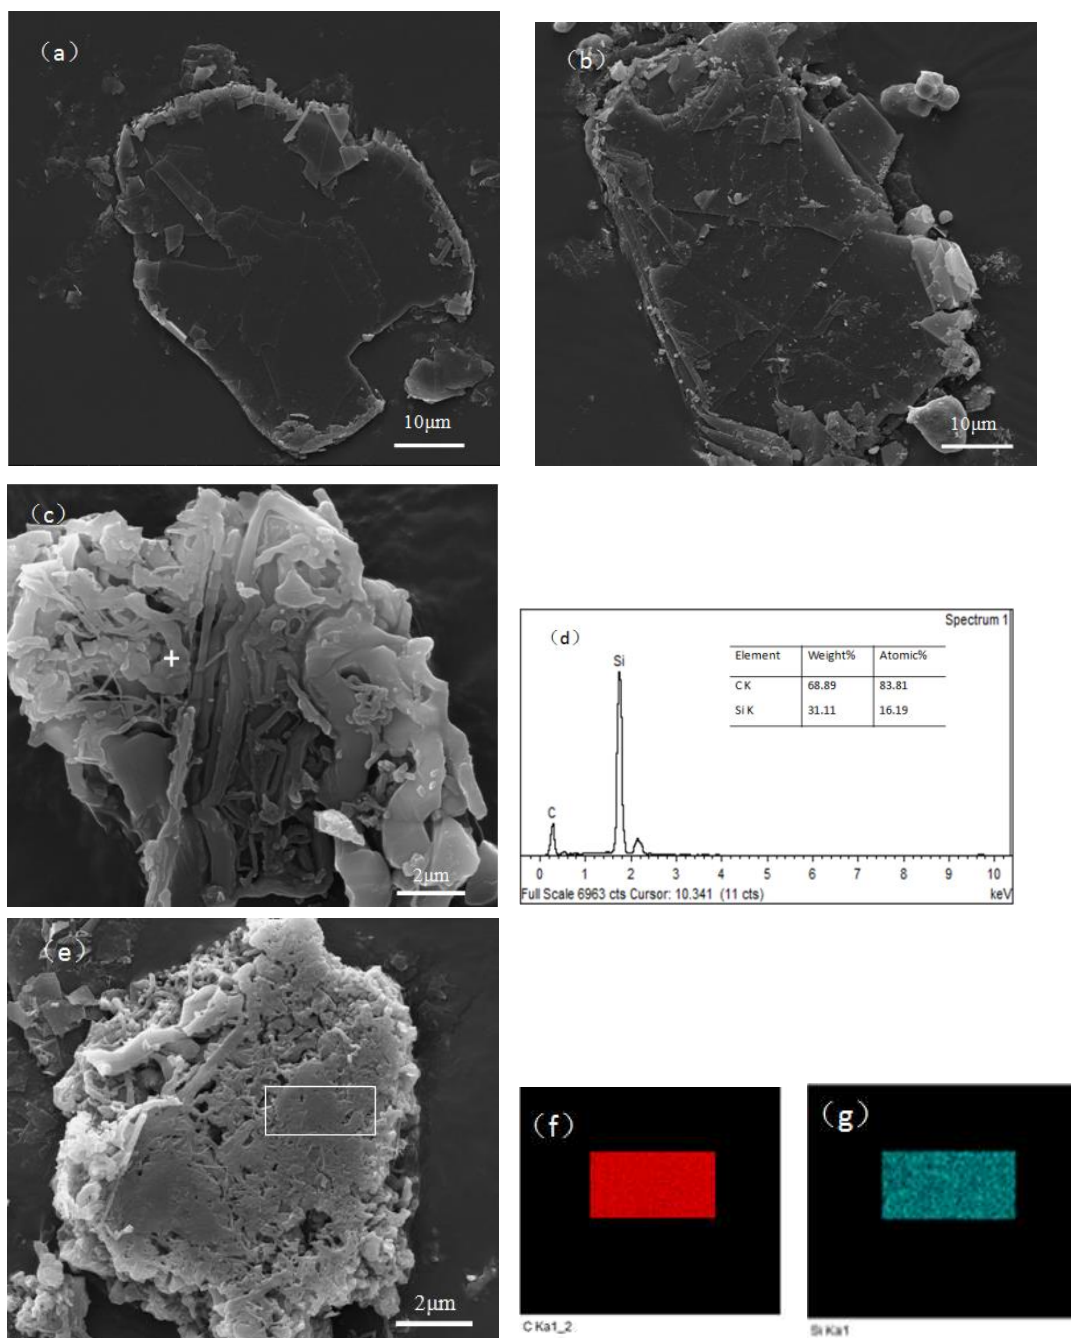 （a）
10μm
（b）
10μm
（c）
2μm
Spectrum 1
（d）
Element Weight% Atomic%
C K 68.89 83.81
Si K 31.11 16.19
Si
C
0 1 2 3 4 5 6 7 8 9 10
Full Scale 6963 cts Cursor: 10.341 (11 cts) keV
（e）
2μm
（f）
C Ka1_2
（g）
Si Ka1